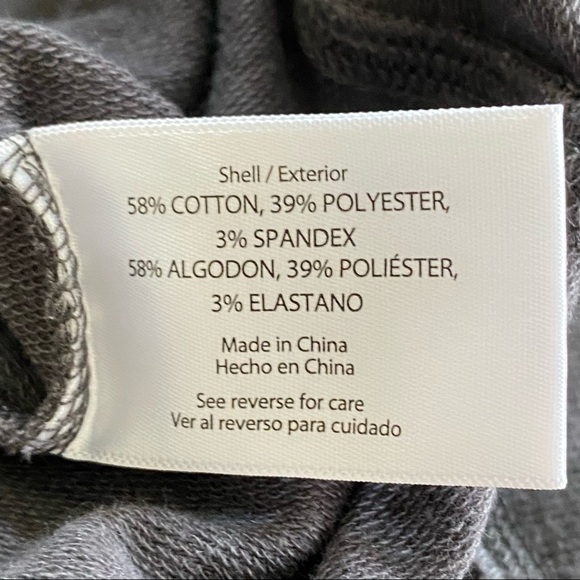 Shell / Exterior
58% COTTON, 39% POLYESTER,
3% SPANDEX
58% ALGODON, 39% POLIÉSTER,
3% ELASTANO
Made in China
Hecho en China
See reverse for care
Ver al reverso para cuidado